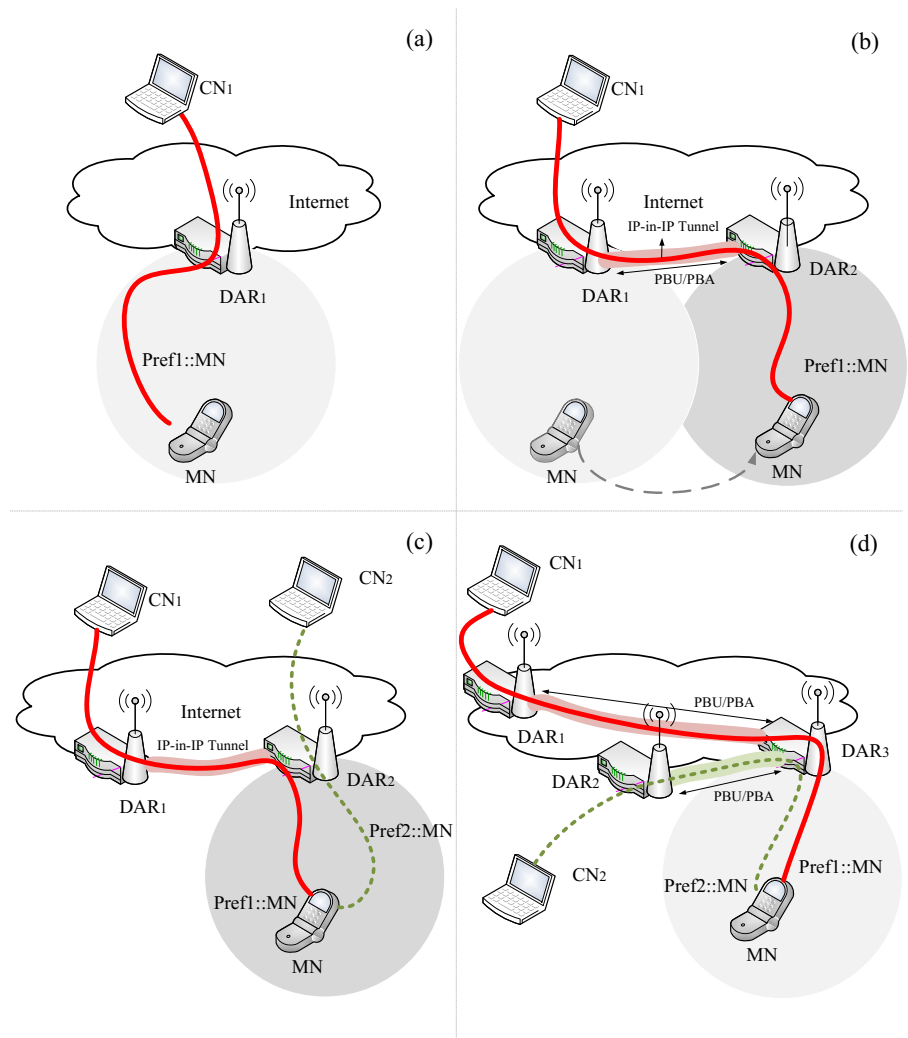 (a)
CN1
Internet
DAR1
Pref1::MN
MN
(b)
CN1
Internet
IP-in-IP Tunnel
DAR1
PBU/PBA
DAR2
Pref1::MN
MN
MN
(c)
CN1
CN2
Internet
IP-in-IP Tunnel
DAR1
DAR2
Pref2::MN
Pref1::MN
MN
(d)
CN1
PBU/PBA
DAR1
DAR3
DAR2
PBU/PBA
CN2
Pref2::MN
Pref1::MN
MN